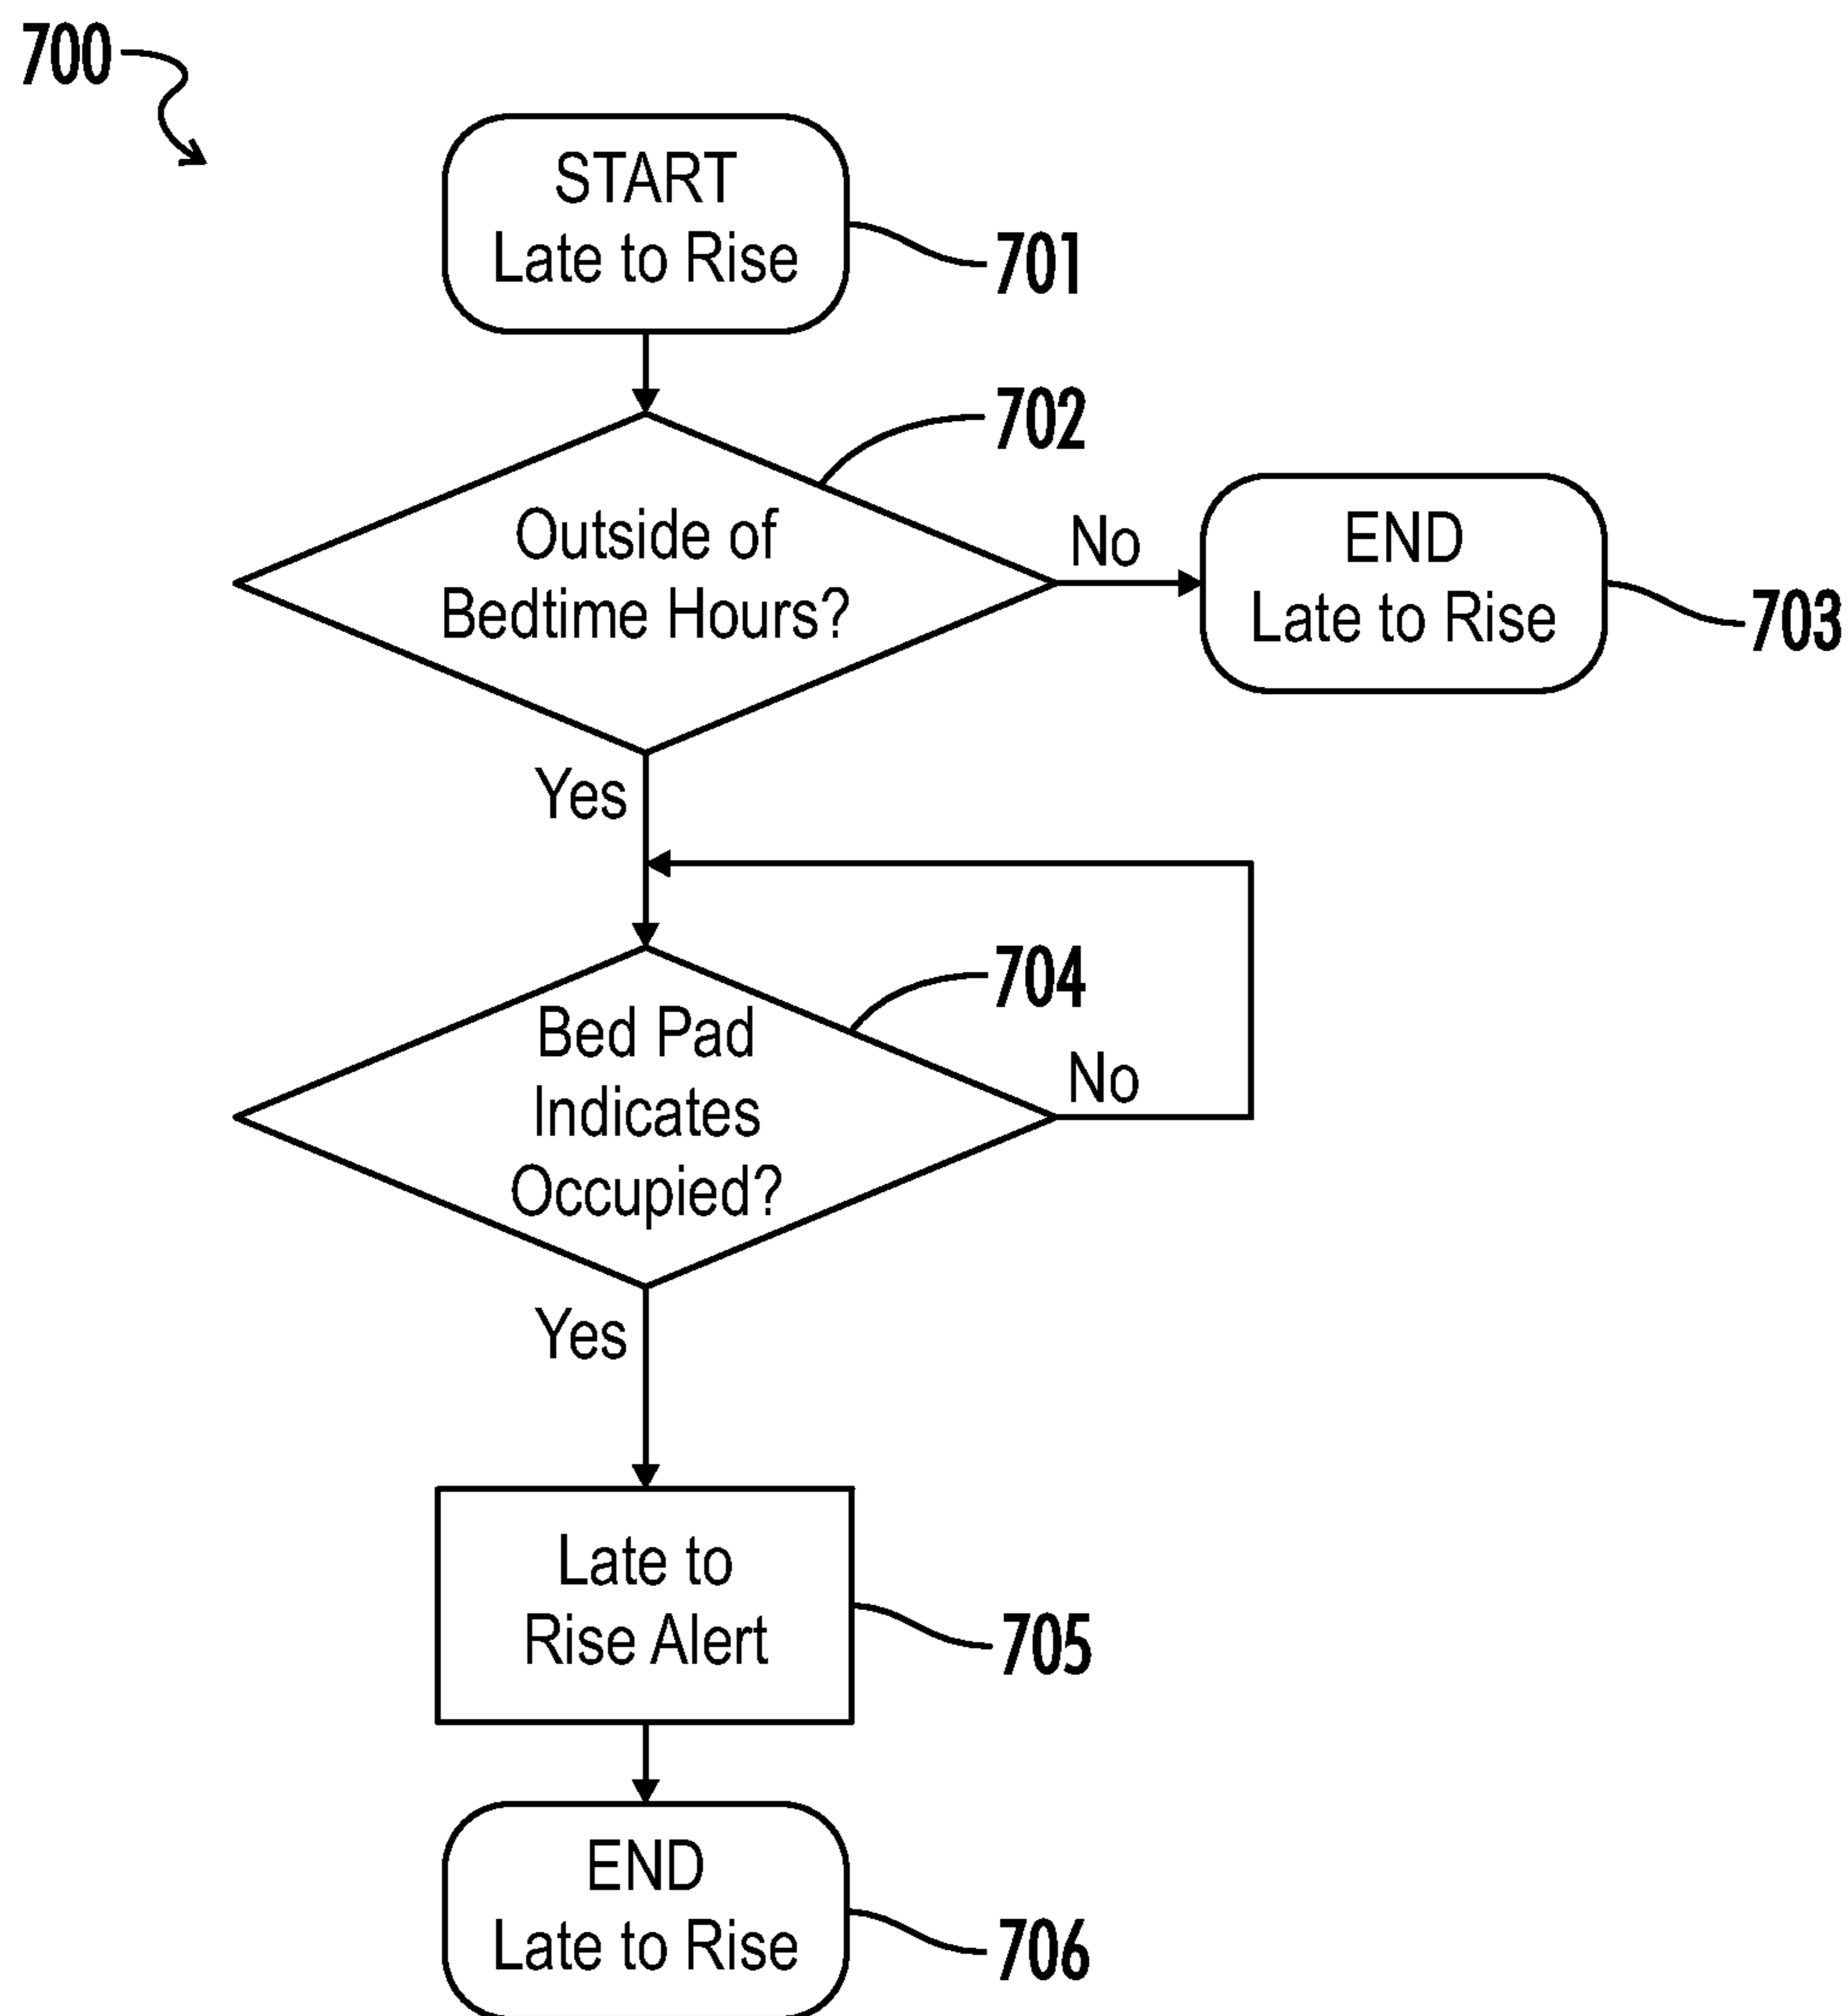 700
START
Late to Rise
701
702
Outside of
Bedtime Hours?
No
END
Late to Rise
703
Yes
704
Bed Pad
Indicates
Occupied?
No
Yes
Late to
Rise Alert
705
END
Late to Rise
706